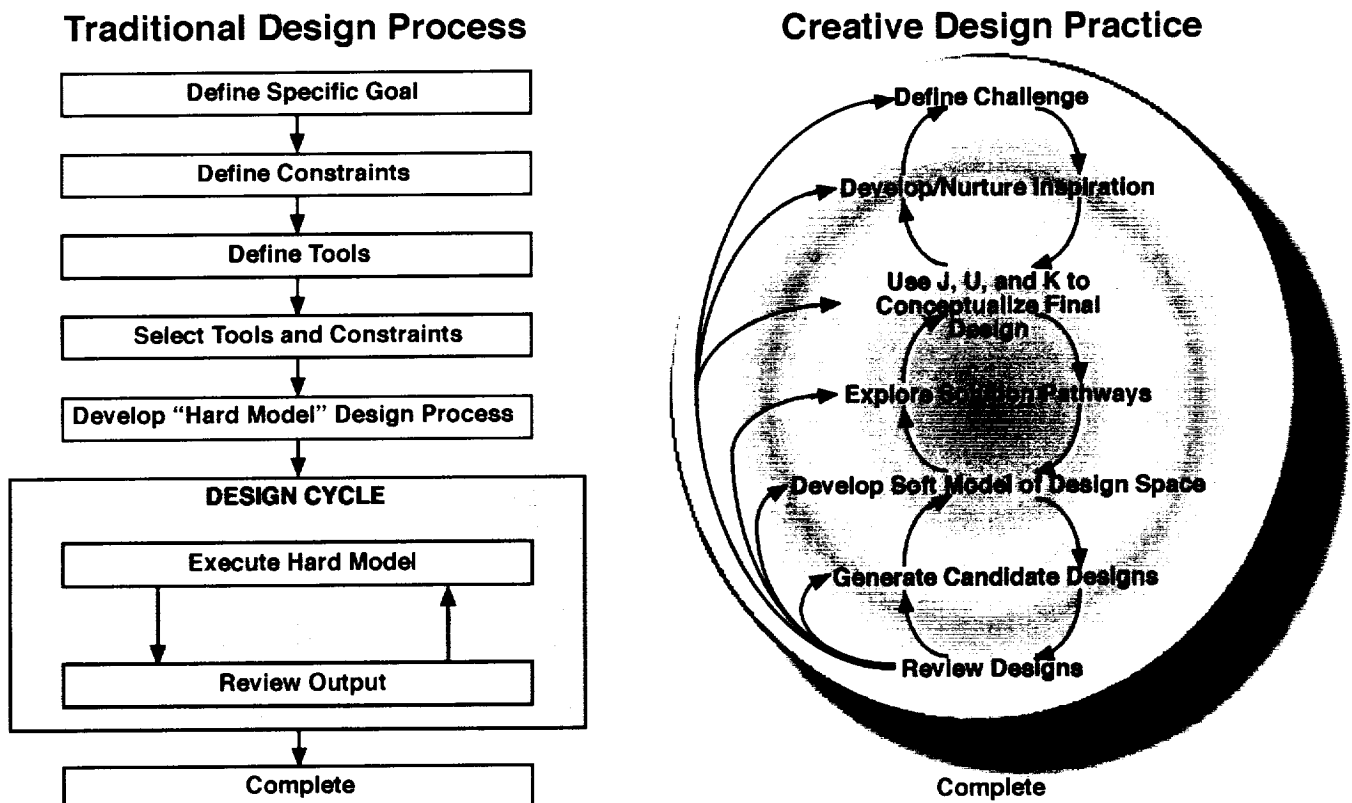 Traditional Design Process
Define Specific Goal
Define Constraints
Define Tools
Select Tools and Constraints
Develop “Hard Model” Design Process
DESIGN CYCLE
Execute Hard Model
Review Output
Complete
Creative Design Practice
Define Challenge
Develop/Nurture Inspiration
Use J, U, and K to
Conceptualize Final
Design
Explore Solution Pathways
Develop Soft Model of Design Space
Generate Candidate Designs
Review Designs
Complete